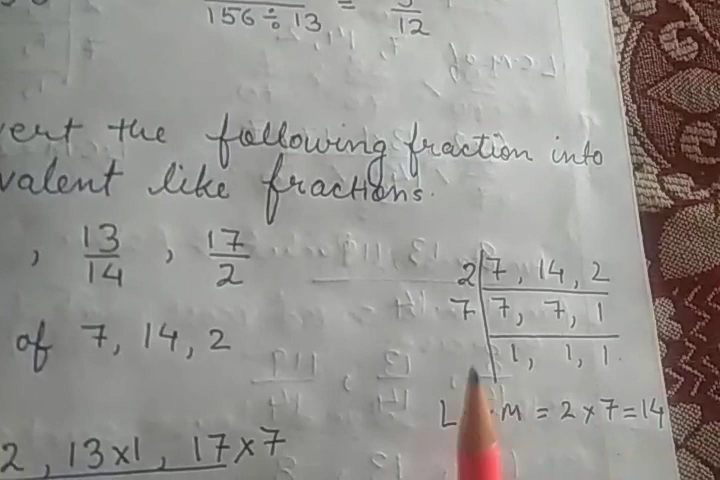 156 ÷ 13 = /12
vert the following fraction into
valent like fractions.
, 13/14 , 17/2
of 7, 14, 2
2 , 13×1 , 17×7
2 | 7, 14, 2
7 | 7, 7, 1
1, 1, 1.
L M = 2 × 7 = 14